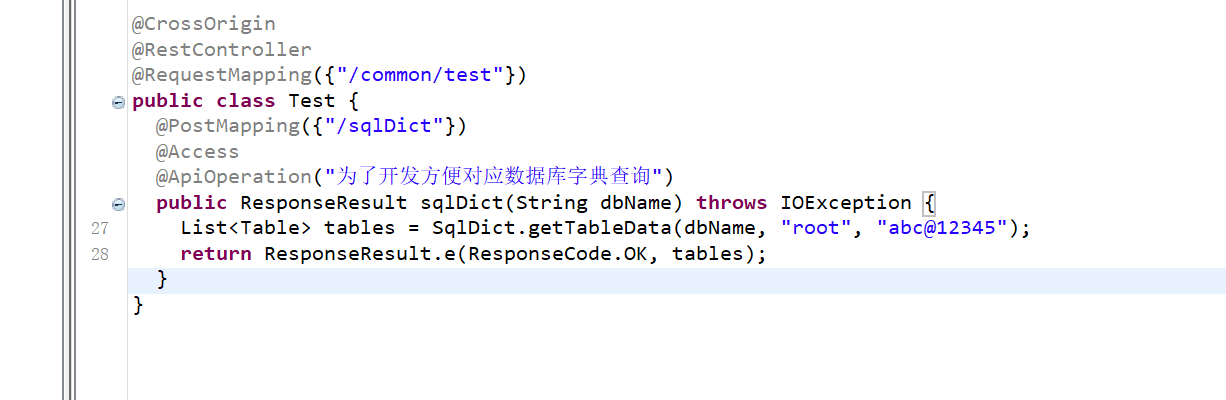 @CrossOrigin
@RestController
@RequestMapping({"/common/test"})
public class Test {
@PostMapping({"/sqlDict"})
@Access
@ApiOperation("为了开发方便对应数据库字典查询")
public ResponseResult sqlDict(String dbName) throws IOException {
27 List<Table> tables = SqlDict.getTableData(dbName, "root", "abc@12345");
28 return ResponseResult.e(ResponseCode.OK, tables);
}
}